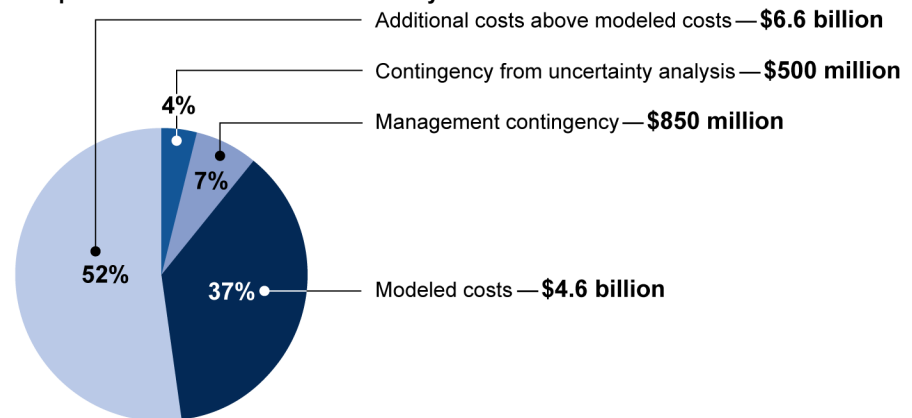 Additional costs above modeled costs — $6.6 billion
Contingency from uncertainty analysis — $500 million
4%
Management contingency — $850 million
7%
52%
37%
Modeled costs — $4.6 billion